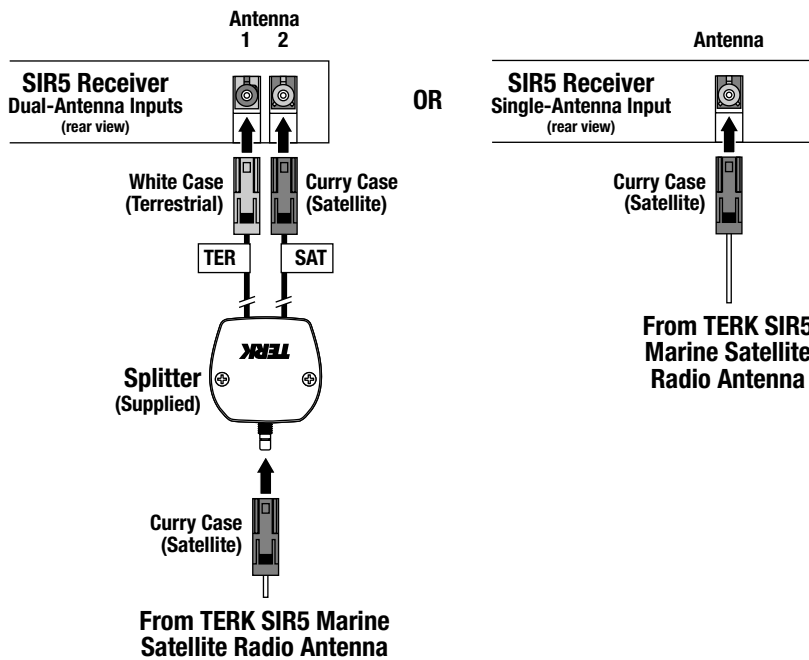 Antenna
1 2
SIR5 Receiver
Dual-Antenna Inputs
(rear view)
White Case
(Terrestrial)
Curry Case
(Satellite)
TER
SAT
TERK
Splitter
(Supplied)
Curry Case
(Satellite)
From TERK SIR5 Marine
Satellite Radio Antenna
OR
Antenna
SIR5 Receiver
Single-Antenna Input
(rear view)
Curry Case
(Satellite)
From TERK SIR5
Marine Satellite
Radio Antenna